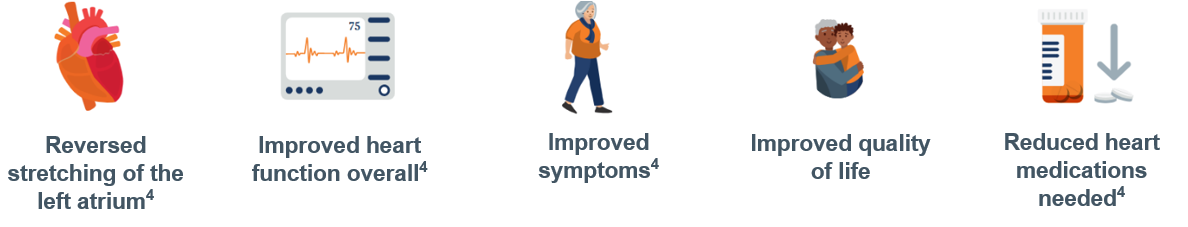 75
Reversed
stretching of the
left atrium4
Improved heart
function overall4
Improved
symptoms4
Improved quality
of life
Reduced heart
medications
needed4